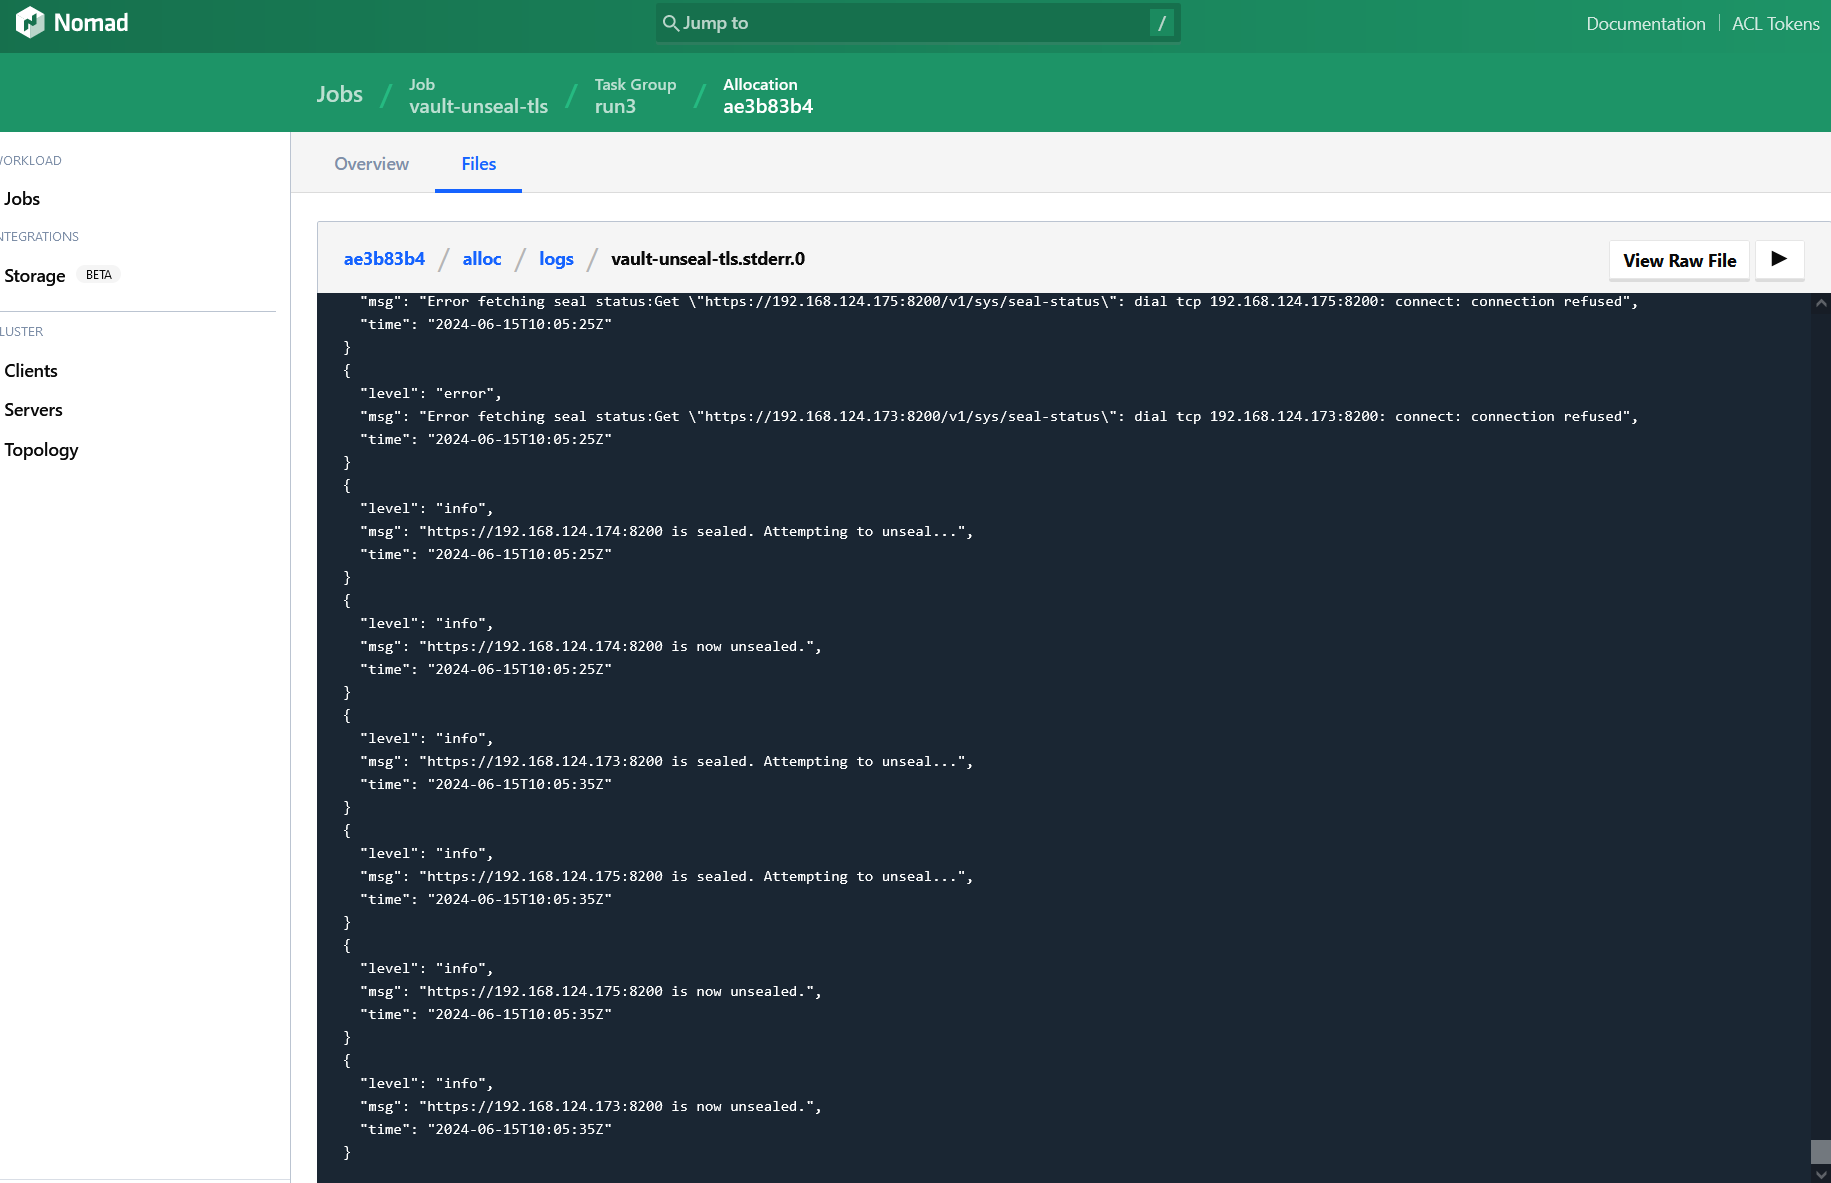 Nomad
Jump to /
Documentation
ACL Tokens
Jobs / Job vault-unseal-tls / Task Group run3 / Allocation ae3b83b4
ORKLOAD
Jobs
NTEGRATIONS
Storage BETA
LUSTER
Clients
Servers
Topology
Overview
Files
ae3b83b4 / alloc / logs / vault-unseal-tls.stderr.0
View Raw File
"msg": "Error fetching seal status:Get \"https://192.168.124.175:8200/v1/sys/seal-status\": dial tcp 192.168.124.175:8200: connect: connection refused",
"time": "2024-06-15T10:05:25Z"
}
{
"level": "error",
"msg": "Error fetching seal status:Get \"https://192.168.124.173:8200/v1/sys/seal-status\": dial tcp 192.168.124.173:8200: connect: connection refused",
"time": "2024-06-15T10:05:25Z"
}
{
"level": "info",
"msg": "https://192.168.124.174:8200 is sealed. Attempting to unseal...",
"time": "2024-06-15T10:05:25Z"
}
{
"level": "info",
"msg": "https://192.168.124.174:8200 is now unsealed.",
"time": "2024-06-15T10:05:25Z"
}
{
"level": "info",
"msg": "https://192.168.124.173:8200 is sealed. Attempting to unseal...",
"time": "2024-06-15T10:05:35Z"
}
{
"level": "info",
"msg": "https://192.168.124.175:8200 is sealed. Attempting to unseal...",
"time": "2024-06-15T10:05:35Z"
}
{
"level": "info",
"msg": "https://192.168.124.175:8200 is now unsealed.",
"time": "2024-06-15T10:05:35Z"
}
{
"level": "info",
"msg": "https://192.168.124.173:8200 is now unsealed.",
"time": "2024-06-15T10:05:35Z"
}